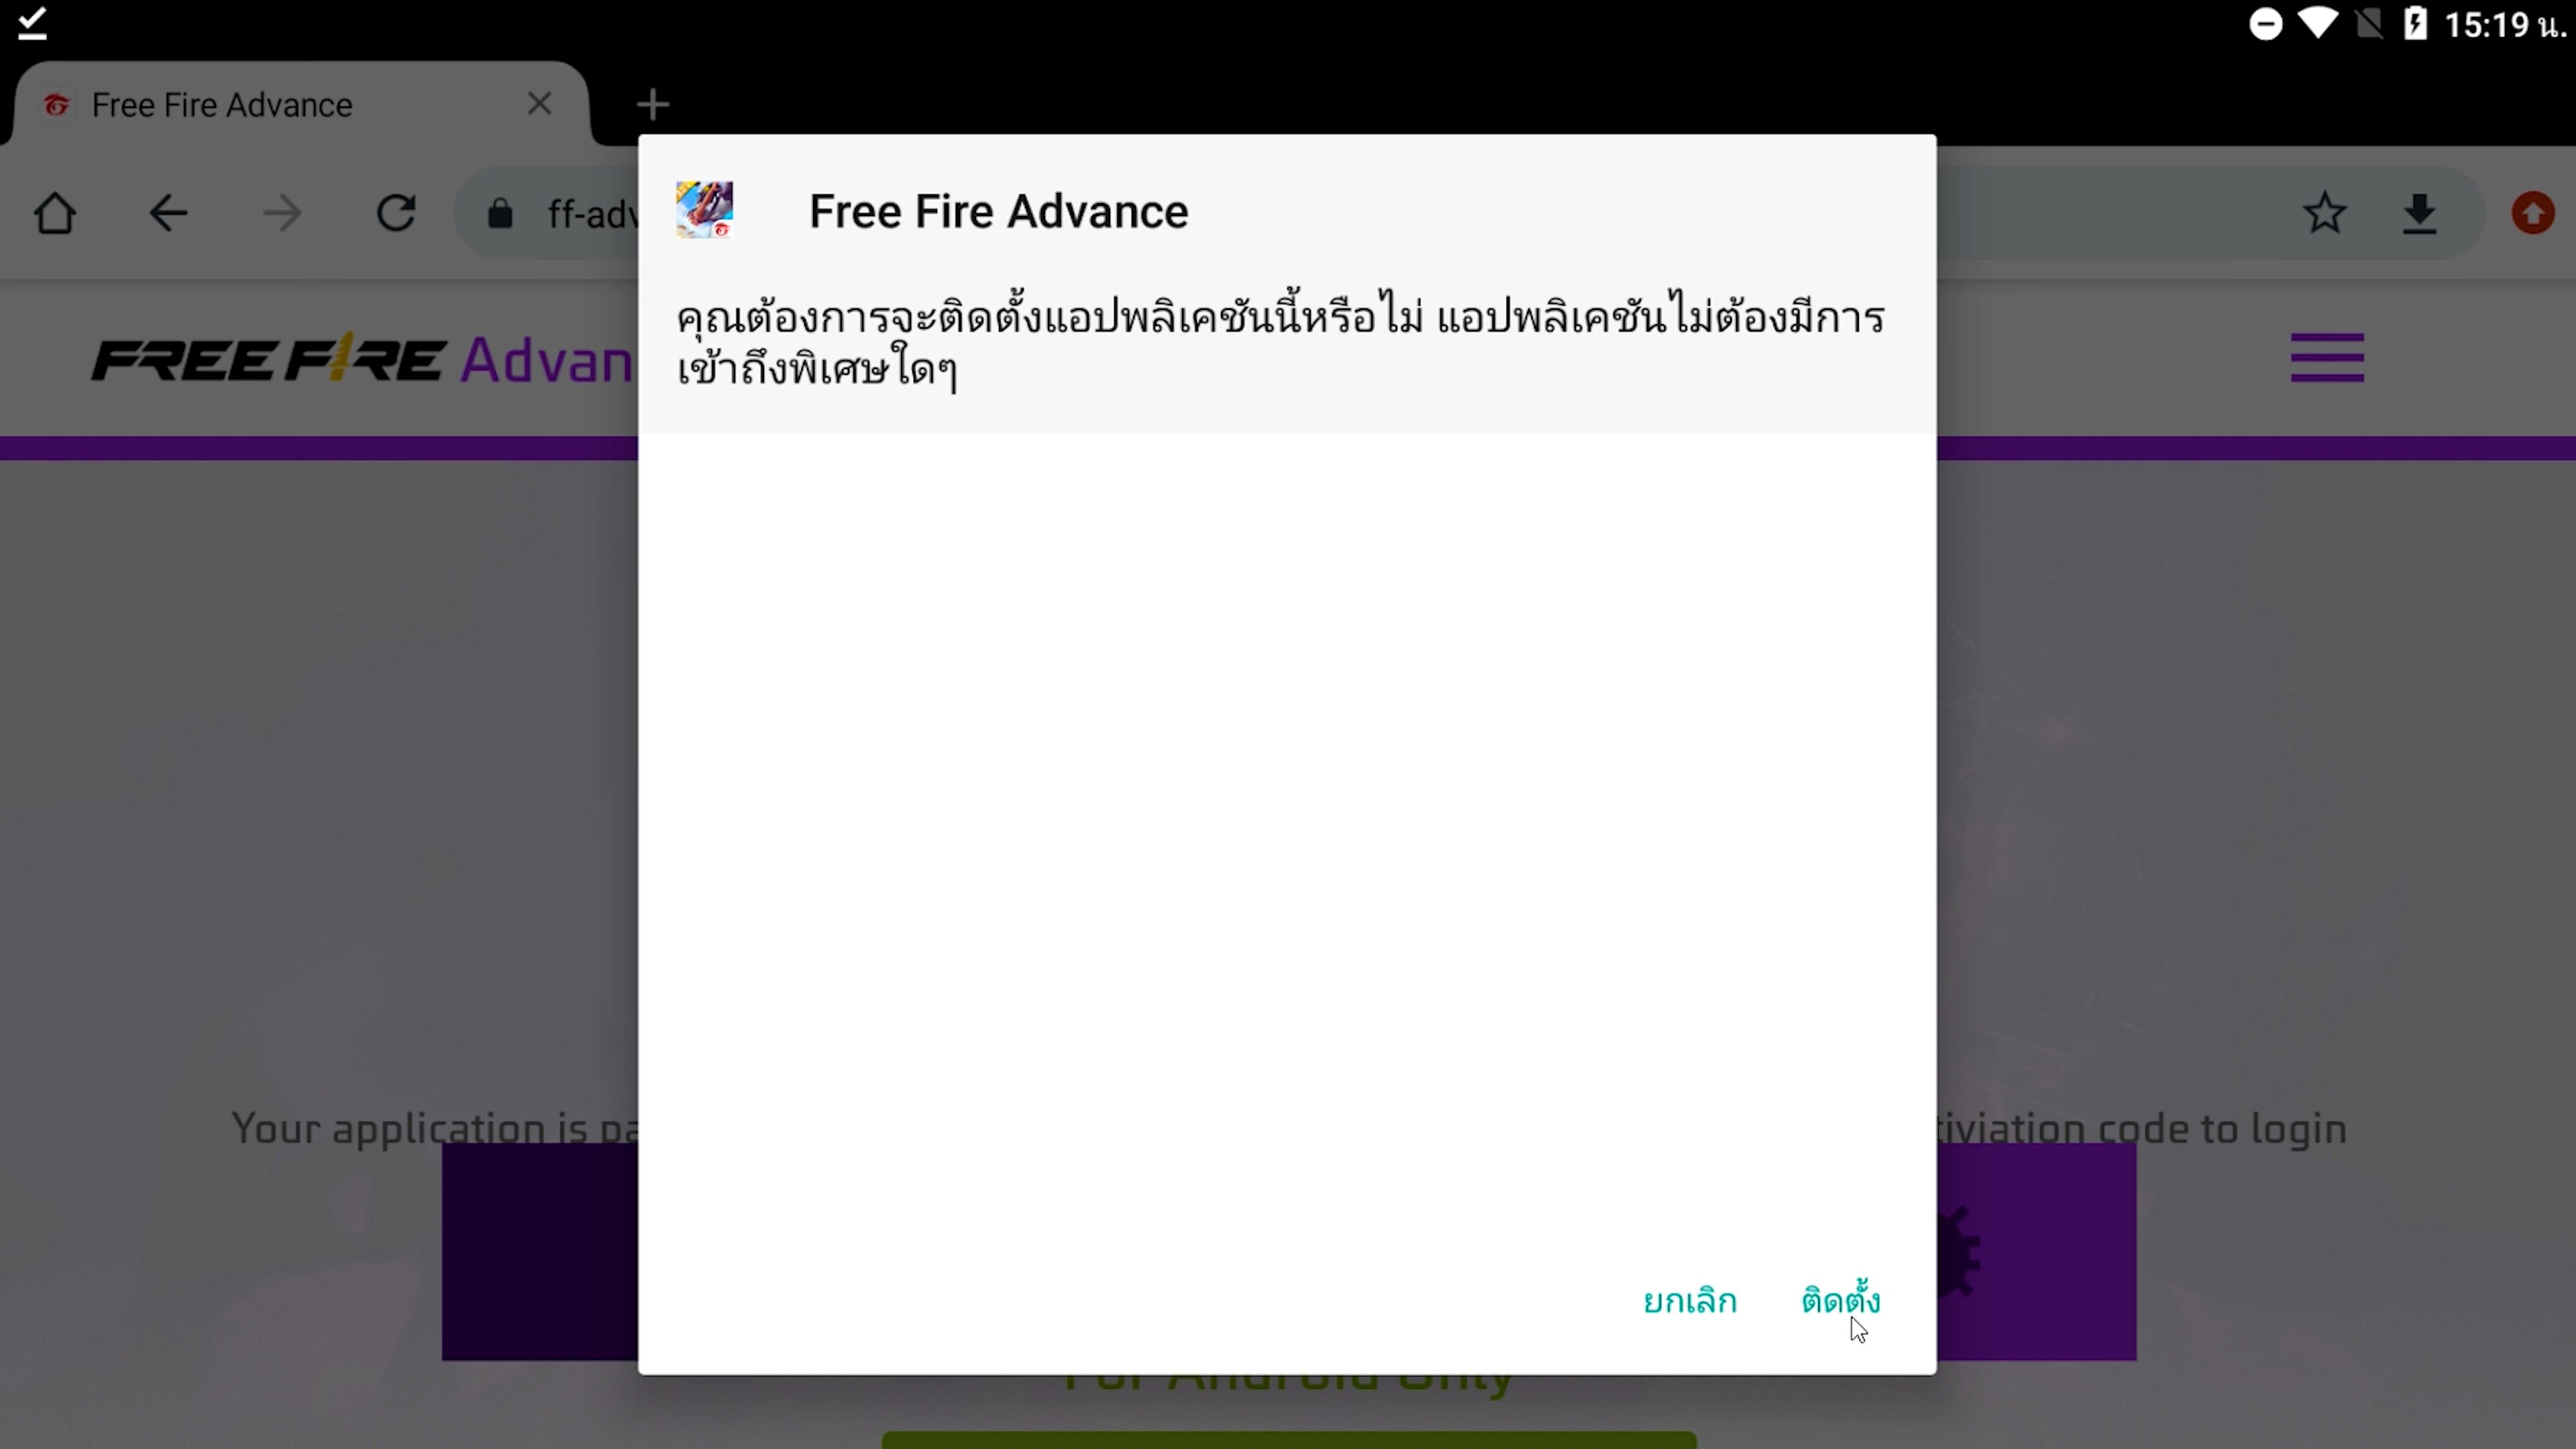 15:19 น.
Free Fire Advance
ff-adv
Free Fire Advance
คุณต้องการจะติดตั้งแอปพลิเคชันนี้หรือไม่ แอปพลิเคชันไม่ต้องมีการ
เข้าถึงพิเศษใดๆ
FREE FIRE Advan
Your application is pa
tiviation code to login
ยกเลิก ติดตั้ง
For Android Only